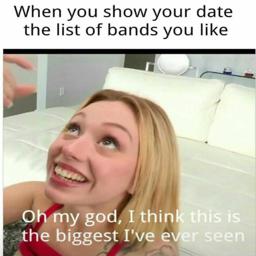 When you show your date
the list of bands you like
Oh my god, I think this is
the biggest I've ever seen